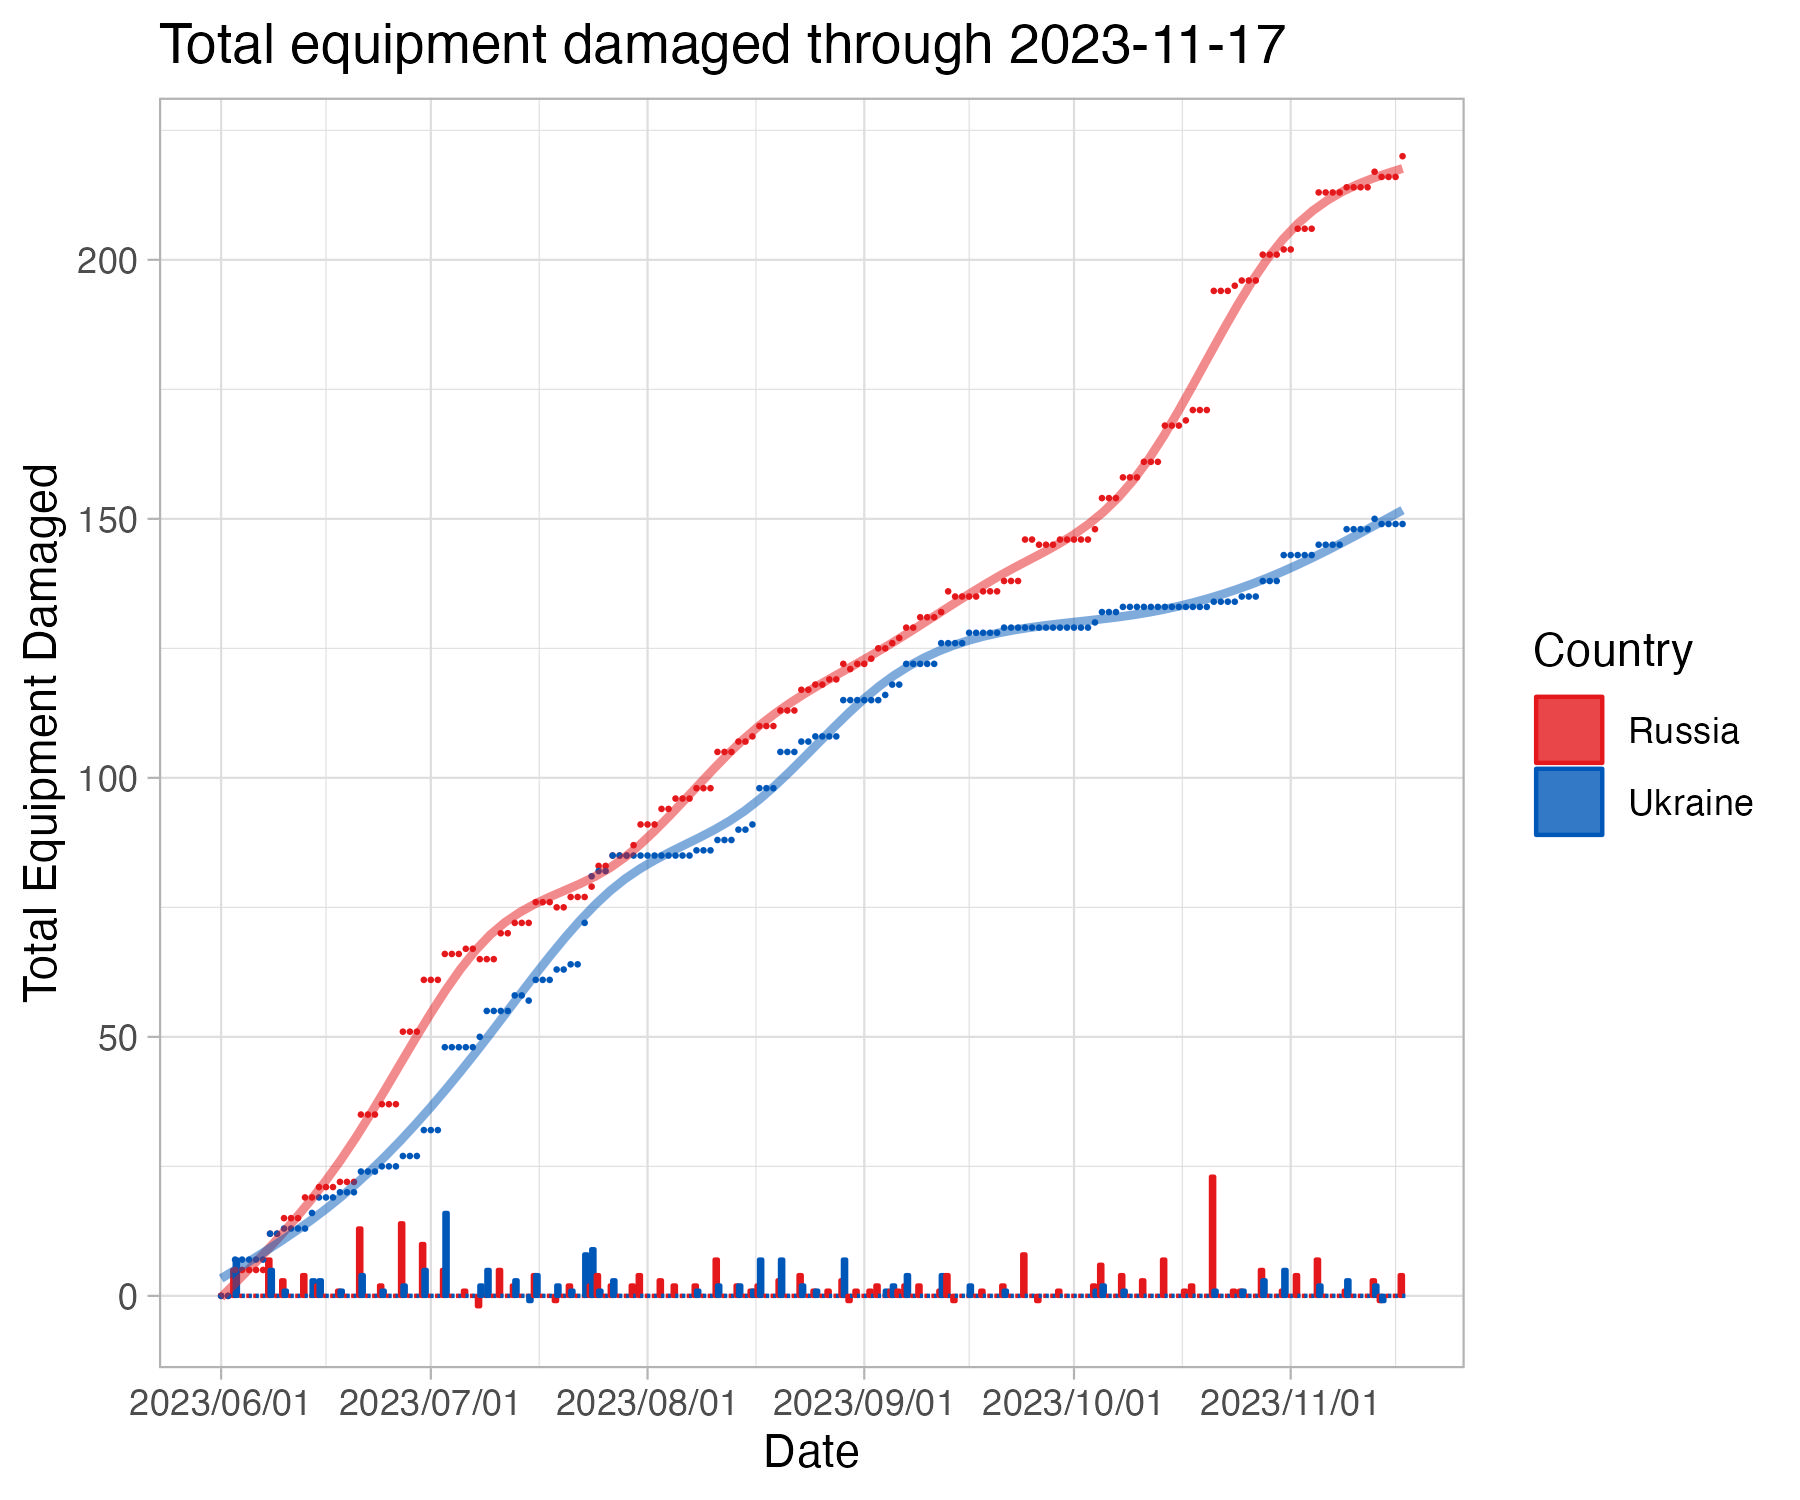 Total equipment damaged through 2023-11-17
Total Equipment Damaged
200
150
100
50
0
2023/06/01 2023/07/01 2023/08/01 2023/09/01 2023/10/01 2023/11/01
Date
Country
Russia
Ukraine